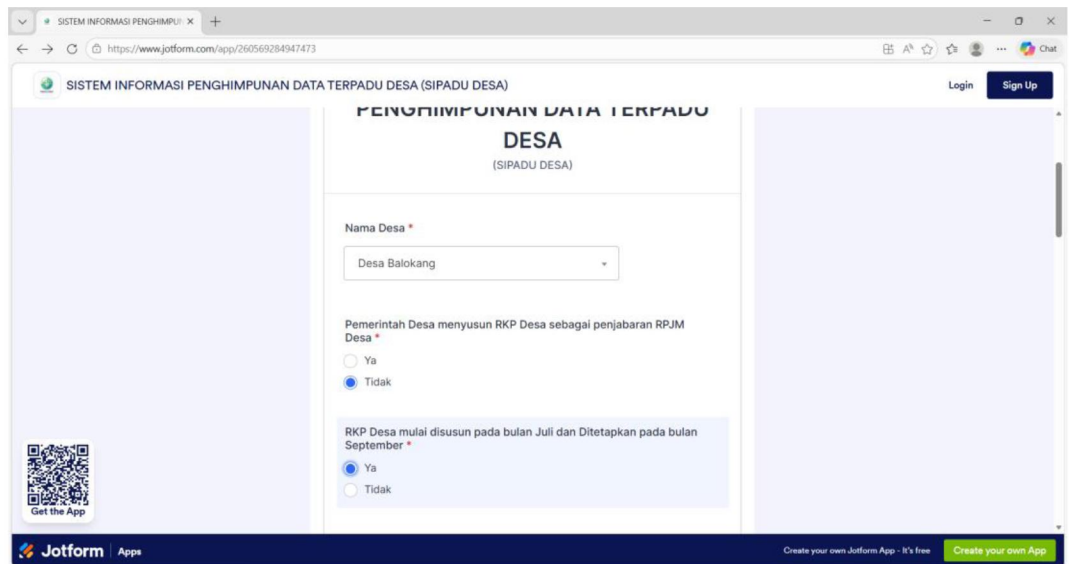 SISTEM INFORMASI PENGHIMPU
https://www.jotform.com/app/260569284947473
Chat
SISTEM INFORMASI PENGHIMPUNAN DATA TERPADU DESA (SIPADU DESA)
Login
Sign Up
PENGHIMPUNAN DATA TERPADU
DESA
(SIPADU DESA)
Nama Desa *
Desa Balokang
Pemerintah Desa menyusun RKP Desa sebagai penjabaran RPJM
Desa *
Ya
Tidak
RKP Desa mulai disusun pada bulan Juli dan Ditetapkan pada bulan
September *
Ya
Tidak
Get the App
Jotform Apps
Create your own Jotform App - It's free
Create your own App